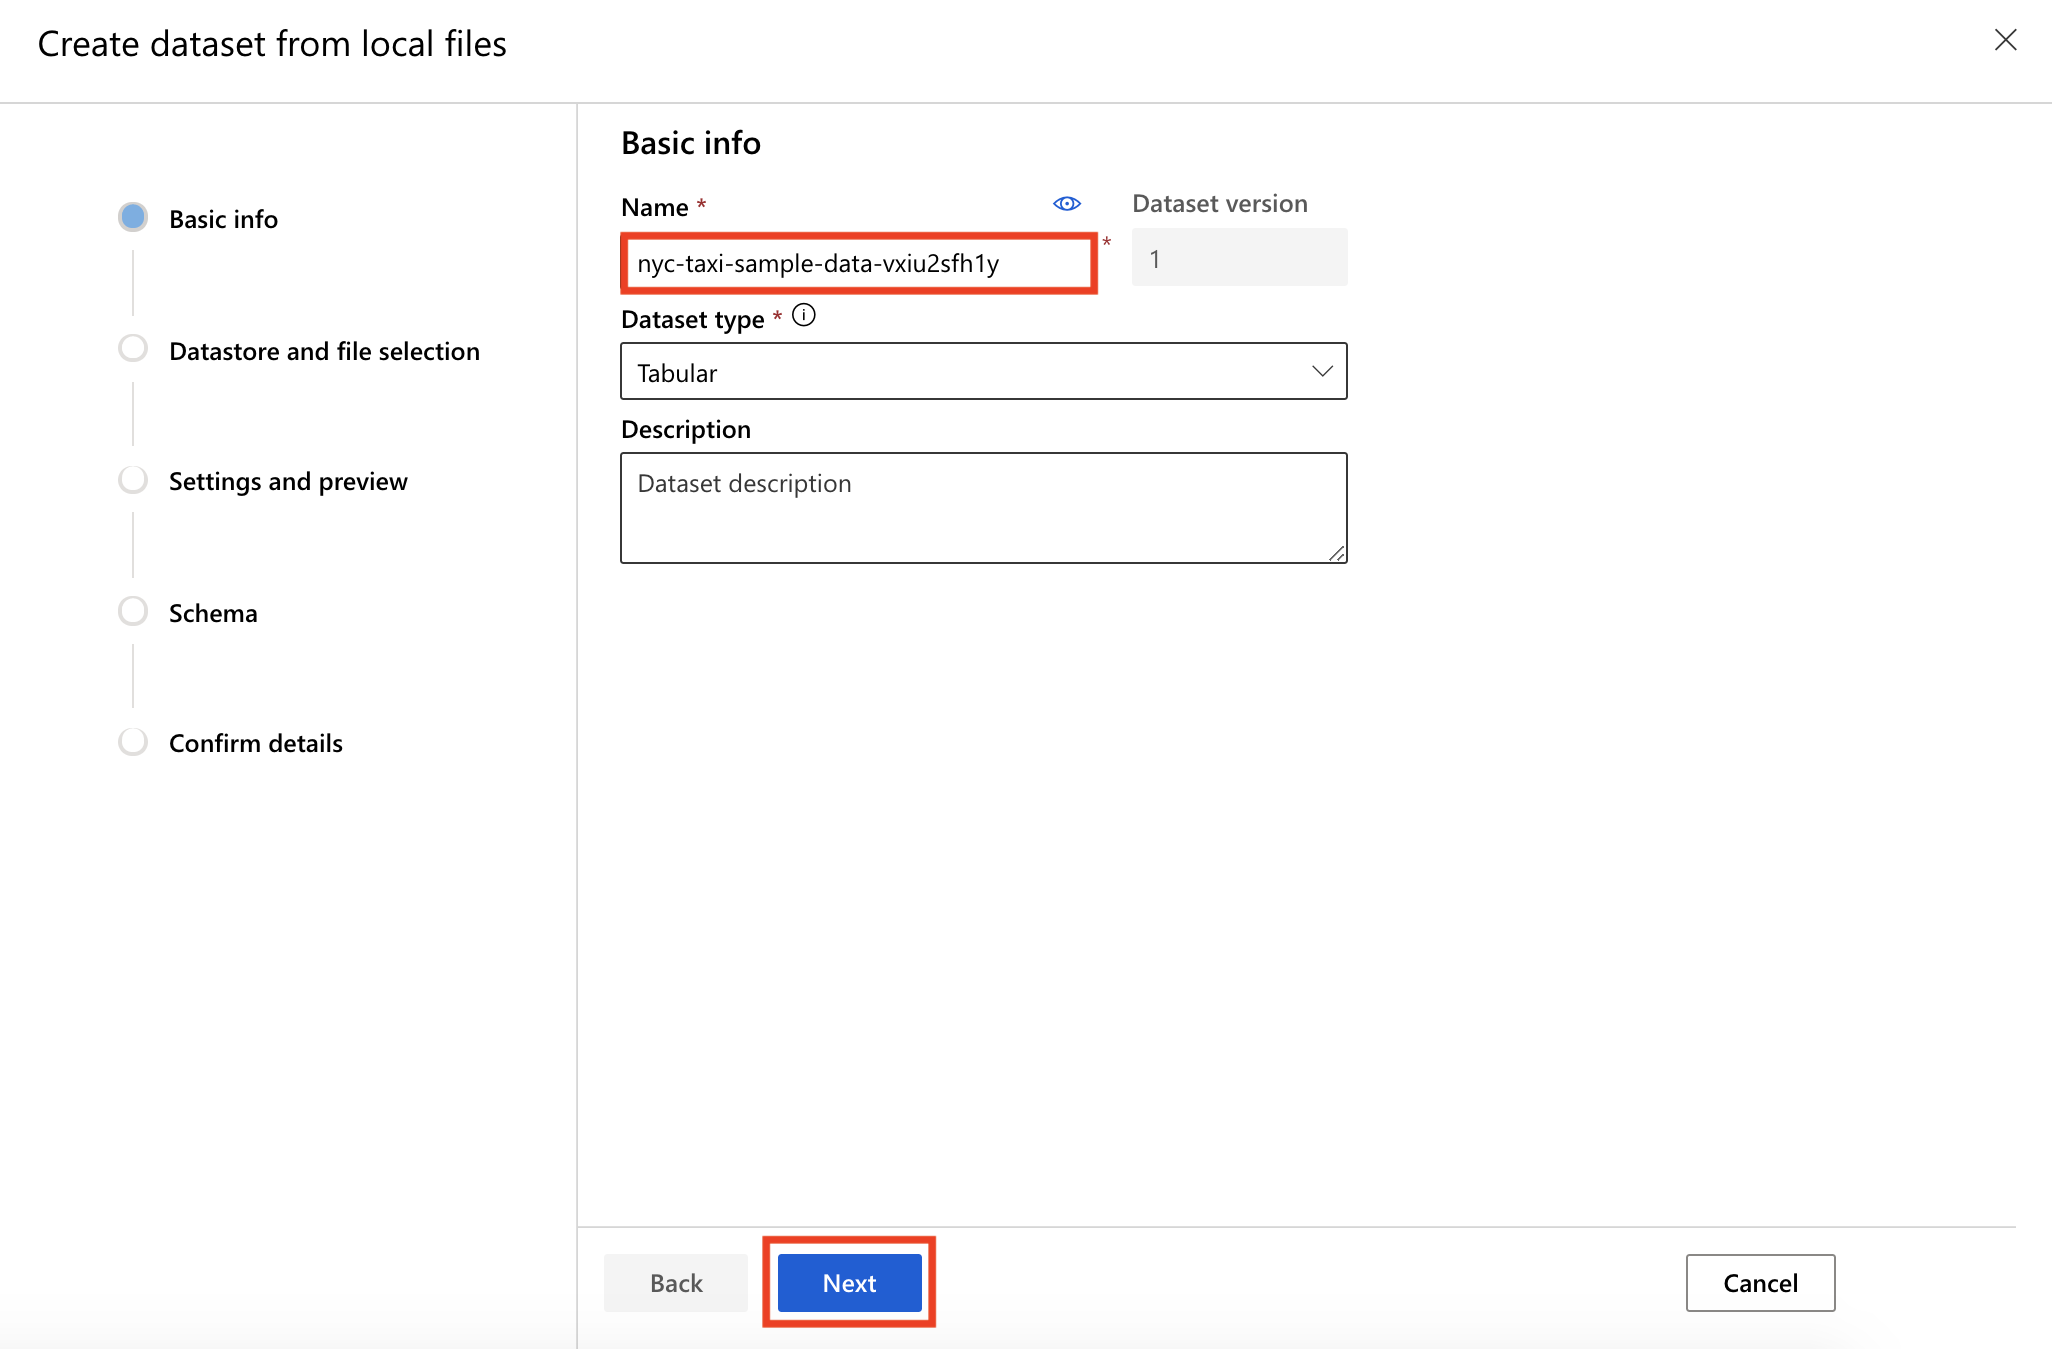 Create dataset from local files
Basic info
Datastore and file selection
Settings and preview
Schema
Confirm details
Basic info
Name *
nyc-taxi-sample-data-vxiu2sfh1y
*
Dataset version
1
Dataset type *
Tabular
Description
Dataset description
Back
Next
Cancel